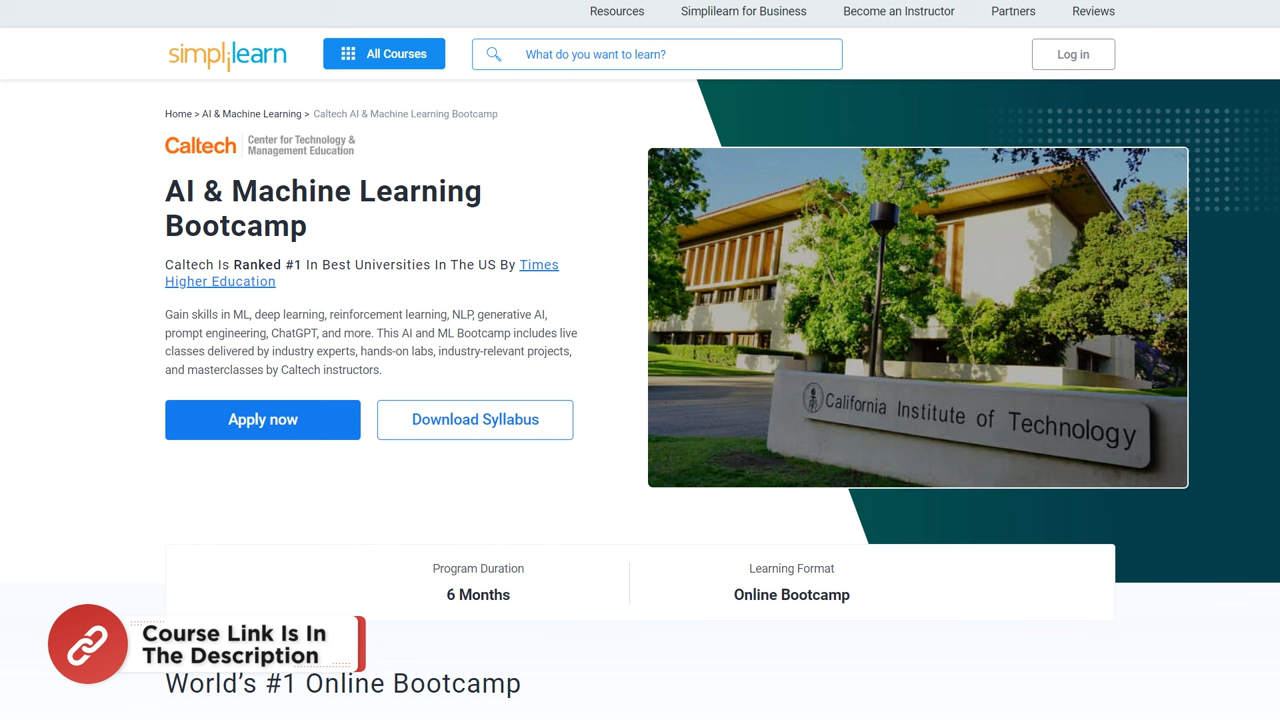 Resources Simplilearn for Business Become an Instructor Partners Reviews
simplilearn All Courses What do you want to learn? Log in
Home > AI & Machine Learning > Caltech AI & Machine Learning Bootcamp
Caltech Center for Technology &
Management Education
AI & Machine Learning
Bootcamp
Caltech Is Ranked #1 In Best Universities In The US By Times
Higher Education
Gain skills in ML, deep learning, reinforcement learning, NLP, generative AI,
prompt engineering, ChatGPT, and more. This AI and ML Bootcamp includes live
classes delivered by industry experts, hands-on labs, industry-relevant projects,
and masterclasses by Caltech instructors.
Apply now Download Syllabus
California Institute of Technology
Program Duration Learning Format
6 Months Online Bootcamp
Course Link Is In
The Description
World's #1 Online Bootcamp